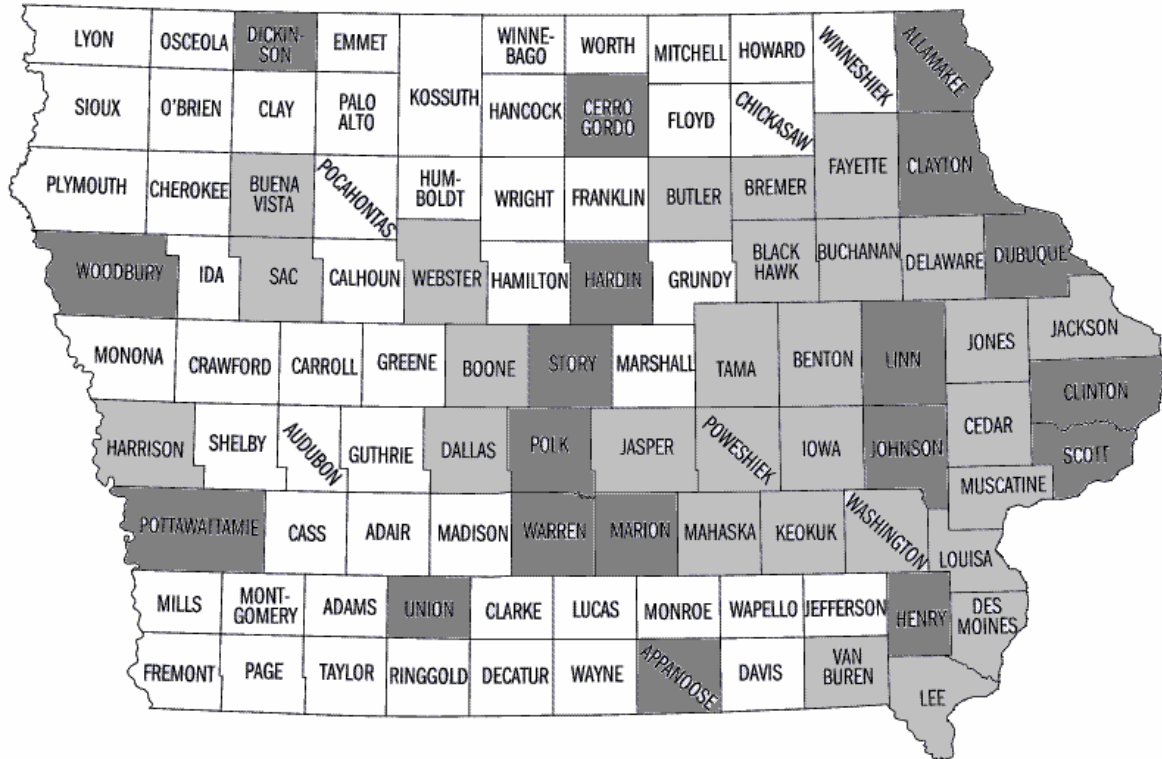 LYON
OSCEOLA
DICKIN-
SON
EMMET
KOSSUTH
WINNE-
BAGO
WORTH
MITCHELL
HOWARD
WINNESHIEK
ALLAMAKEE
SIOUX
O'BRIEN
CLAY
PALO
ALTO
HANCOCK
CERRO
GORDO
FLOYD
CHICKASAW
FAYETTE
CLAYTON
PLYMOUTH
CHEROKEE
BUENA
VISTA
POCAHONTAS
HUM-
BOLDT
WRIGHT
FRANKLIN
BUTLER
BREMER
WOODBURY
IDA
SAC
CALHOUN
WEBSTER
HAMILTON
HARDIN
GRUNDY
BLACK
HAWK
BUCHANAN
DELAWARE
DUBUQUE
MONONA
CRAWFORD
CARROLL
GREENE
BOONE
STORY
MARSHALL
TAMA
BENTON
LINN
JONES
JACKSON
CLINTON
HARRISON
SHELBY
AUDUBON
GUTHRIE
DALLAS
POLK
JASPER
POWESHIEK
IOWA
JOHNSON
CEDAR
SCOTT
MUSCATINE
POTTAWATTAMIE
CASS
ADAIR
MADISON
WARREN
MARION
MAHASKA
KEOKUK
WASHINGTON
LOUISA
MILLS
MONT-
GOMERY
ADAMS
UNION
CLARKE
LUCAS
MONROE
WAPELLO
JEFFERSON
HENRY
DES
MOINES
FREMONT
PAGE
TAYLOR
RINGGOLD
DECATUR
WAYNE
APPANOOSE
DAVIS
VAN
BUREN
LEE